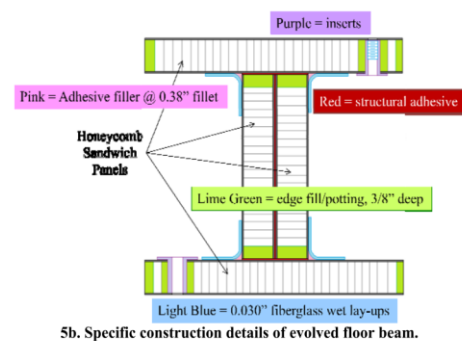 Purple = inserts
Pink = Adhesive filler @ 0.38” fillet
Red = structural adhesive
Honeycomb
Sandwich
Panels
Lime Green = edge fill/potting, 3/8” deep
Light Blue = 0.030” fiberglass wet lay-ups
5b. Specific construction details of evolved floor beam.